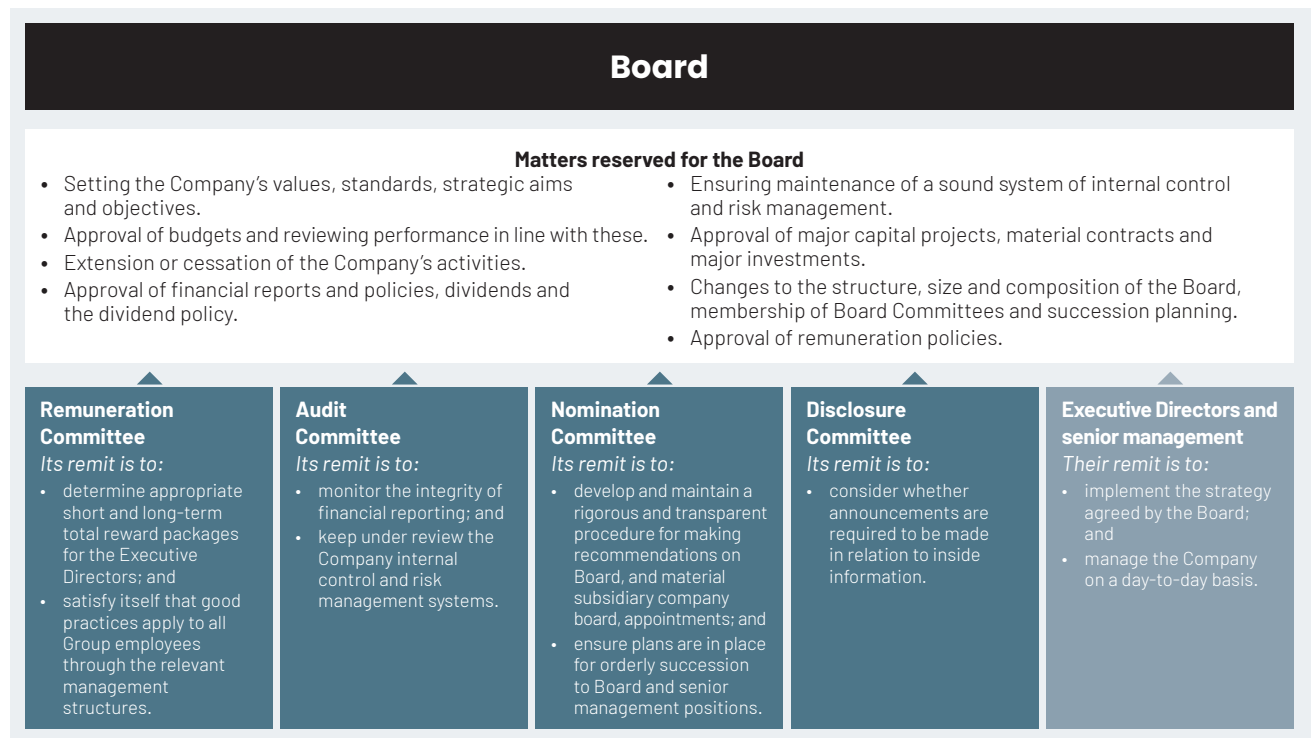 Board
Matters reserved for the Board
• Setting the Company’s values, standards, strategic aims
and objectives.
• Approval of budgets and reviewing performance in line with these.
• Extension or cessation of the Company’s activities.
• Approval of financial reports and policies, dividends and
the dividend policy.
• Ensuring maintenance of a sound system of internal control
and risk management.
• Approval of major capital projects, material contracts and
major investments.
• Changes to the structure, size and composition of the Board,
membership of Board Committees and succession planning.
• Approval of remuneration policies.
Remuneration
Committee
Its remit is to:
• determine appropriate
short and long-term
total reward packages
for the Executive
Directors; and
• satisfy itself that good
practices apply to all
Group employees
through the relevant
management
structures.
Audit
Committee
Its remit is to:
• monitor the integrity of
financial reporting; and
• keep under review the
Company internal
control and risk
management systems.
Nomination
Committee
Its remit is to:
• develop and maintain a
rigorous and transparent
procedure for making
recommendations on
Board, and material
subsidiary company
board, appointments; and
• ensure plans are in place
for orderly succession
to Board and senior
management positions.
Disclosure
Committee
Its remit is to:
• consider whether
announcements are
required to be made
in relation to inside
information.
Executive Directors and
senior management
Their remit is to:
• implement the strategy
agreed by the Board;
and
• manage the Company
on a day-to-day basis.